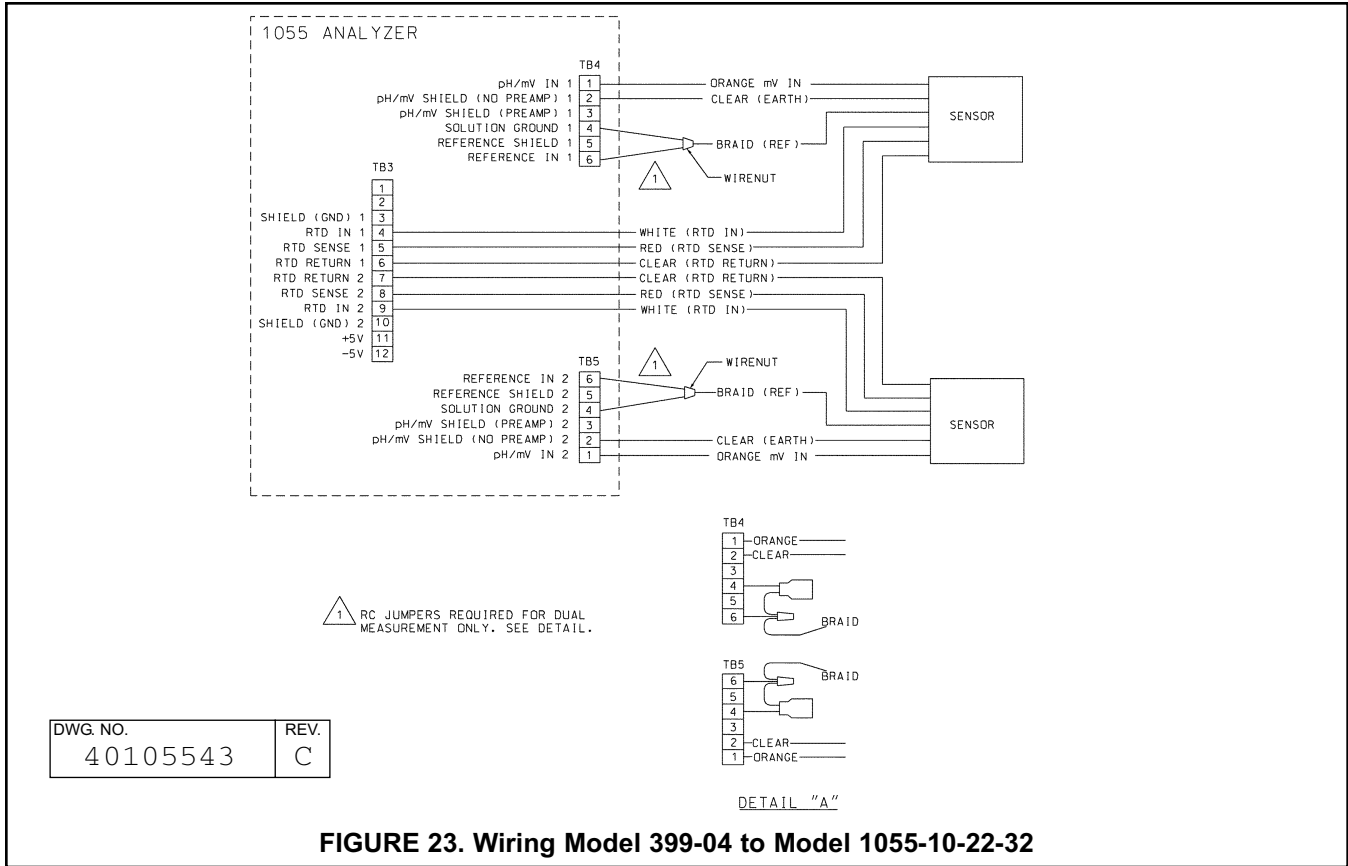 1055 ANALYZER
TB4
pH/mV IN 1 1 ORANGE mV IN
pH/mV SHIELD (NO PREAMP) 1 2 CLEAR (EARTH)
pH/mV SHIELD (PREAMP) 1 3
SOLUTION GROUND 1 4
REFERENCE SHIELD 1 5
REFERENCE IN 1 6
BRAID (REF)
SENSOR
1
WIRENUT
TB3
1
2
SHIELD (GND) 1 3
RTD IN 1 4 WHITE (RTD IN)
RTD SENSE 1 5 RED (RTD SENSE)
RTD RETURN 1 6 CLEAR (RTD RETURN)
RTD RETURN 2 7 CLEAR (RTD RETURN)
RTD SENSE 2 8 RED (RTD SENSE)
RTD IN 2 9 WHITE (RTD IN)
SHIELD (GND) 2 10
+5V 11
-5V 12
TB5
1
WIRENUT
REFERENCE IN 2 6
REFERENCE SHIELD 2 5
BRAID (REF)
SOLUTION GROUND 2 4
pH/mV SHIELD (PREAMP) 2 3
pH/mV SHIELD (NO PREAMP) 2 2 CLEAR (EARTH)
pH/mV IN 2 1 ORANGE mV IN
SENSOR
TB4
1 ORANGE
2 CLEAR
3
4
5
6
BRAID
1 RC JUMPERS REQUIRED FOR DUAL
MEASUREMENT ONLY. SEE DETAIL.
TB5
6
BRAID
5
4
3
2 CLEAR
1 ORANGE
DETAIL "A"
DWG. NO. REV.
40105543 C
FIGURE 23. Wiring Model 399-04 to Model 1055-10-22-32